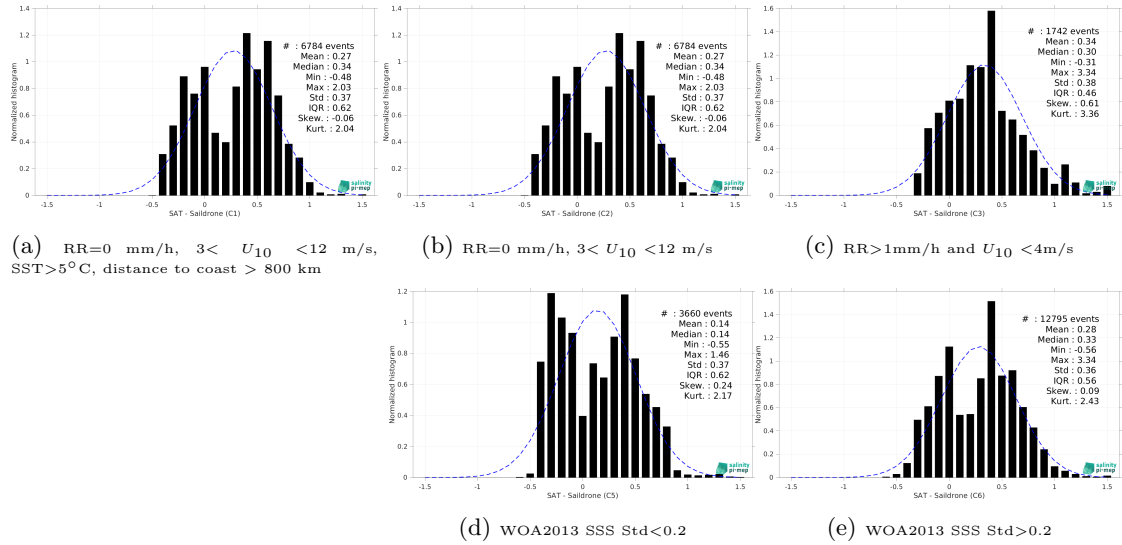 1.4
1.2
1
0.8
0.6
0.4
0.2
0
Normalized histogram
# : 6784 events
Mean : 0.27
Median : 0.34
Min : -0.48
Max : 2.03
Std : 0.37
IQR : 0.62
Skew. : -0.06
Kurt. : 2.04
salinity
pi-mep
-1.5 -1 -0.5 0 0.5 1 1.5
SAT - Saildrone (C1)
(a) RR=0 mm/h, 3< U10 <12 m/s,
SST>5°C, distance to coast > 800 km
1.4
1.2
1
0.8
0.6
0.4
0.2
0
Normalized histogram
# : 6784 events
Mean : 0.27
Median : 0.34
Min : -0.48
Max : 2.03
Std : 0.37
IQR : 0.62
Skew. : -0.06
Kurt. : 2.04
salinity
pi-mep
-1.5 -1 -0.5 0 0.5 1 1.5
SAT - Saildrone (C2)
(b) RR=0 mm/h, 3< U10 <12 m/s
1.6
1.4
1.2
1
0.8
0.6
0.4
0.2
0
Normalized histogram
# : 1742 events
Mean : 0.34
Median : 0.30
Min : -0.31
Max : 3.34
Std : 0.38
IQR : 0.46
Skew. : 0.61
Kurt. : 3.36
salinity
pi-mep
-1.5 -1 -0.5 0 0.5 1 1.5
SAT - Saildrone (C3)
(c) RR>1mm/h and U10 <4m/s
1.2
1
0.8
0.6
0.4
0.2
0
Normalized histogram
# : 3660 events
Mean : 0.14
Median : 0.14
Min : -0.55
Max : 1.46
Std : 0.37
IQR : 0.62
Skew. : 0.24
Kurt. : 2.17
salinity
pi-mep
-1.5 -1 -0.5 0 0.5 1 1.5
SAT - Saildrone (C5)
(d) WOA2013 SSS Std<0.2
1.6
1.4
1.2
1
0.8
0.6
0.4
0.2
0
Normalized histogram
# : 12795 events
Mean : 0.28
Median : 0.33
Min : -0.56
Max : 3.34
Std : 0.36
IQR : 0.56
Skew. : 0.09
Kurt. : 2.43
salinity
pi-mep
-1.5 -1 -0.5 0 0.5 1 1.5
SAT - Saildrone (C6)
(e) WOA2013 SSS Std>0.2